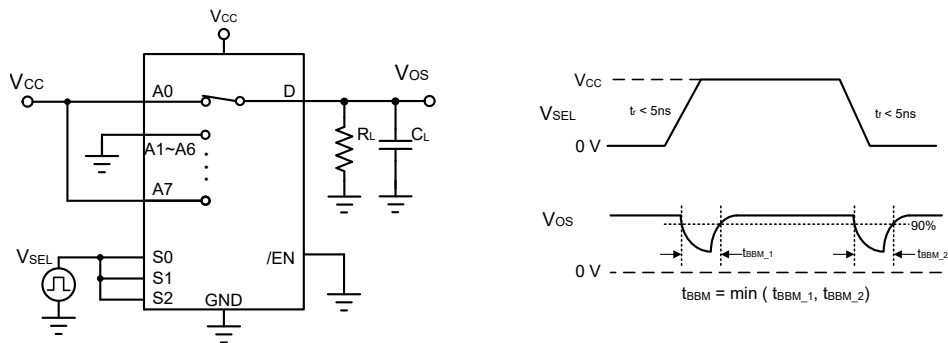 VCC
VCC
A0
D
VOS
A1~A6
RL
CL
A7
VSEL
S0
S1
S2
/EN
GND
VCC
VSEL
tr < 5ns
tf < 5ns
0 V
VOS
90%
tBBM_1
tBBM_2
0 V
tBBM = min ( tBBM_1, tBBM_2)